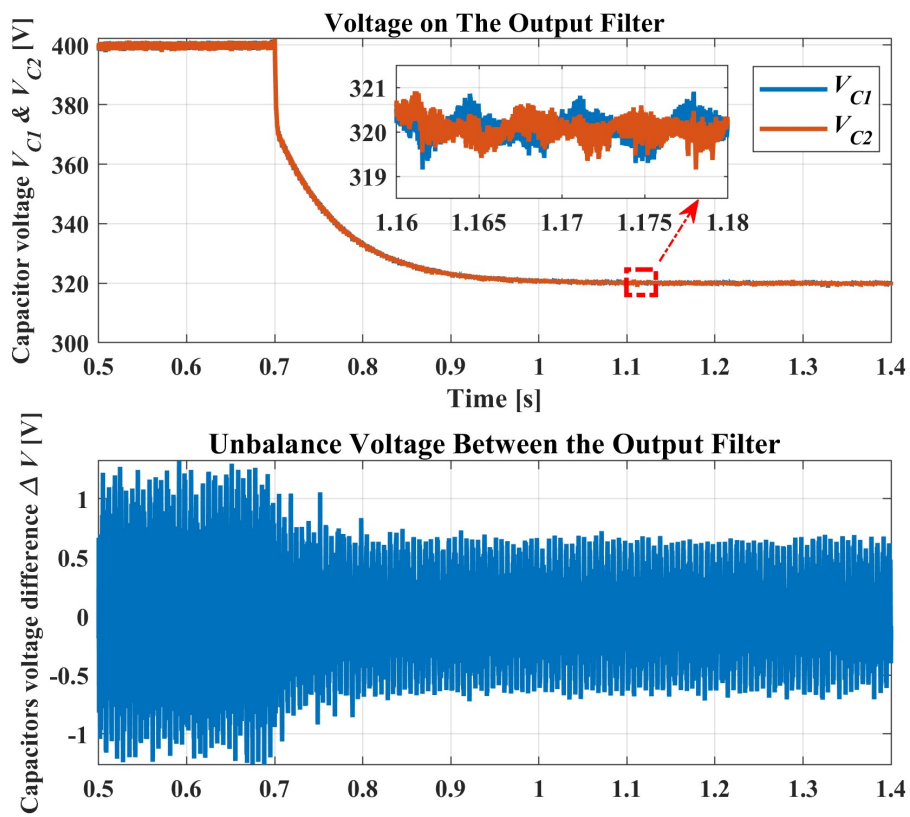 Voltage on The Output Filter
Capacitor voltage V_C1 & V_C2 [V]
400
380
360
340
320
300
321
320
319
1.16 1.165 1.17 1.175 1.18
V_C1
V_C2
0.5 0.6 0.7 0.8 0.9 1 1.1 1.2 1.3 1.4
Time [s]
Unbalance Voltage Between the Output Filter
Capacitors voltage difference Δ V [V]
1
0.5
0
-0.5
-1
0.5 0.6 0.7 0.8 0.9 1 1.1 1.2 1.3 1.4